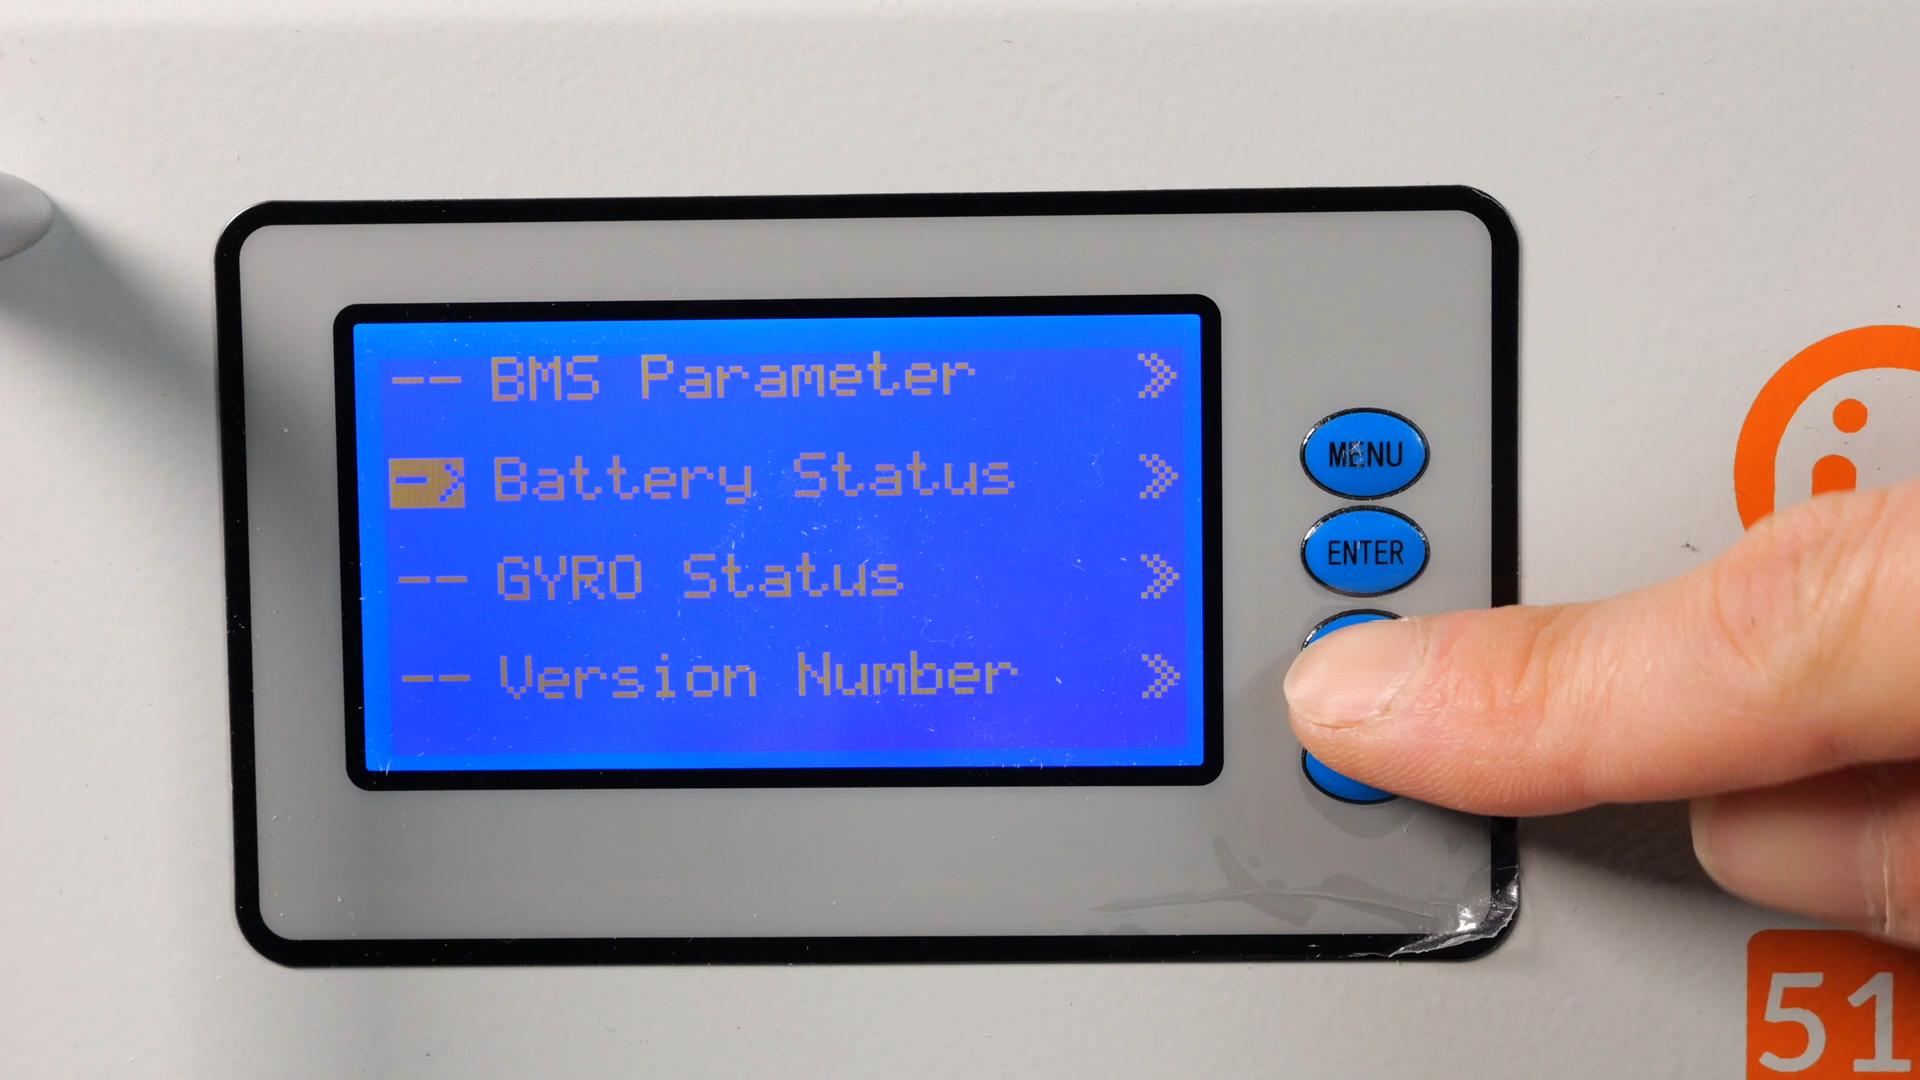 -- BMS Parameter »
-> Battery Status »
-- GYRO Status »
-- Version Number »
MENU
ENTER
51